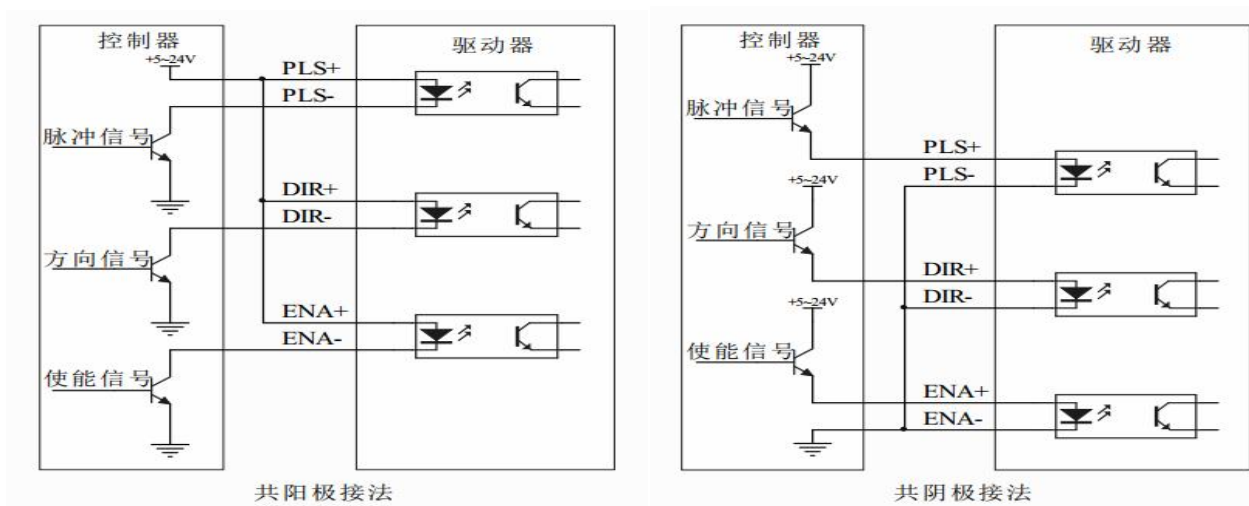 控制器
驱动器
+5~24V
PLS+
PLS-
脉冲信号
DIR+
DIR-
方向信号
ENA+
ENA-
使能信号
共阳极接法
控制器
驱动器
+5~24V
脉冲信号
PLS+
PLS-
+5~24V
方向信号
DIR+
DIR-
+5~24V
使能信号
ENA+
ENA-
共阴极接法